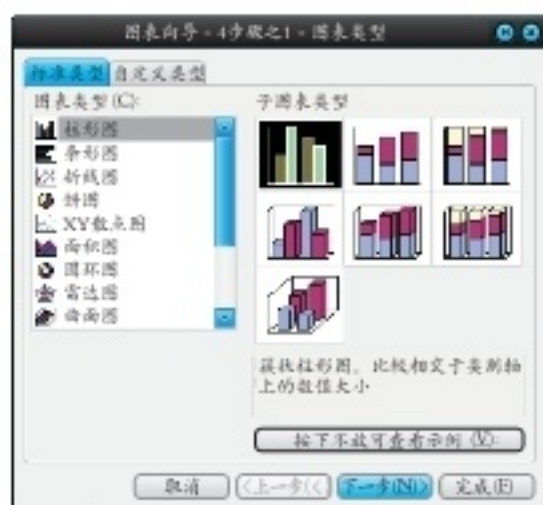 图表向导 - 4步骤之1 - 图表类型
标准类型 自定义类型
图表类型(C):
柱形图
条形图
折线图
饼图
XY散点图
面积图
圆环图
雷达图
曲面图
子图表类型
簇状柱形图。比较相交于类别轴
上的数值大小
按下不放可查看示例 (V):
取消 <上一步(< 下一步(N)> 完成(F)